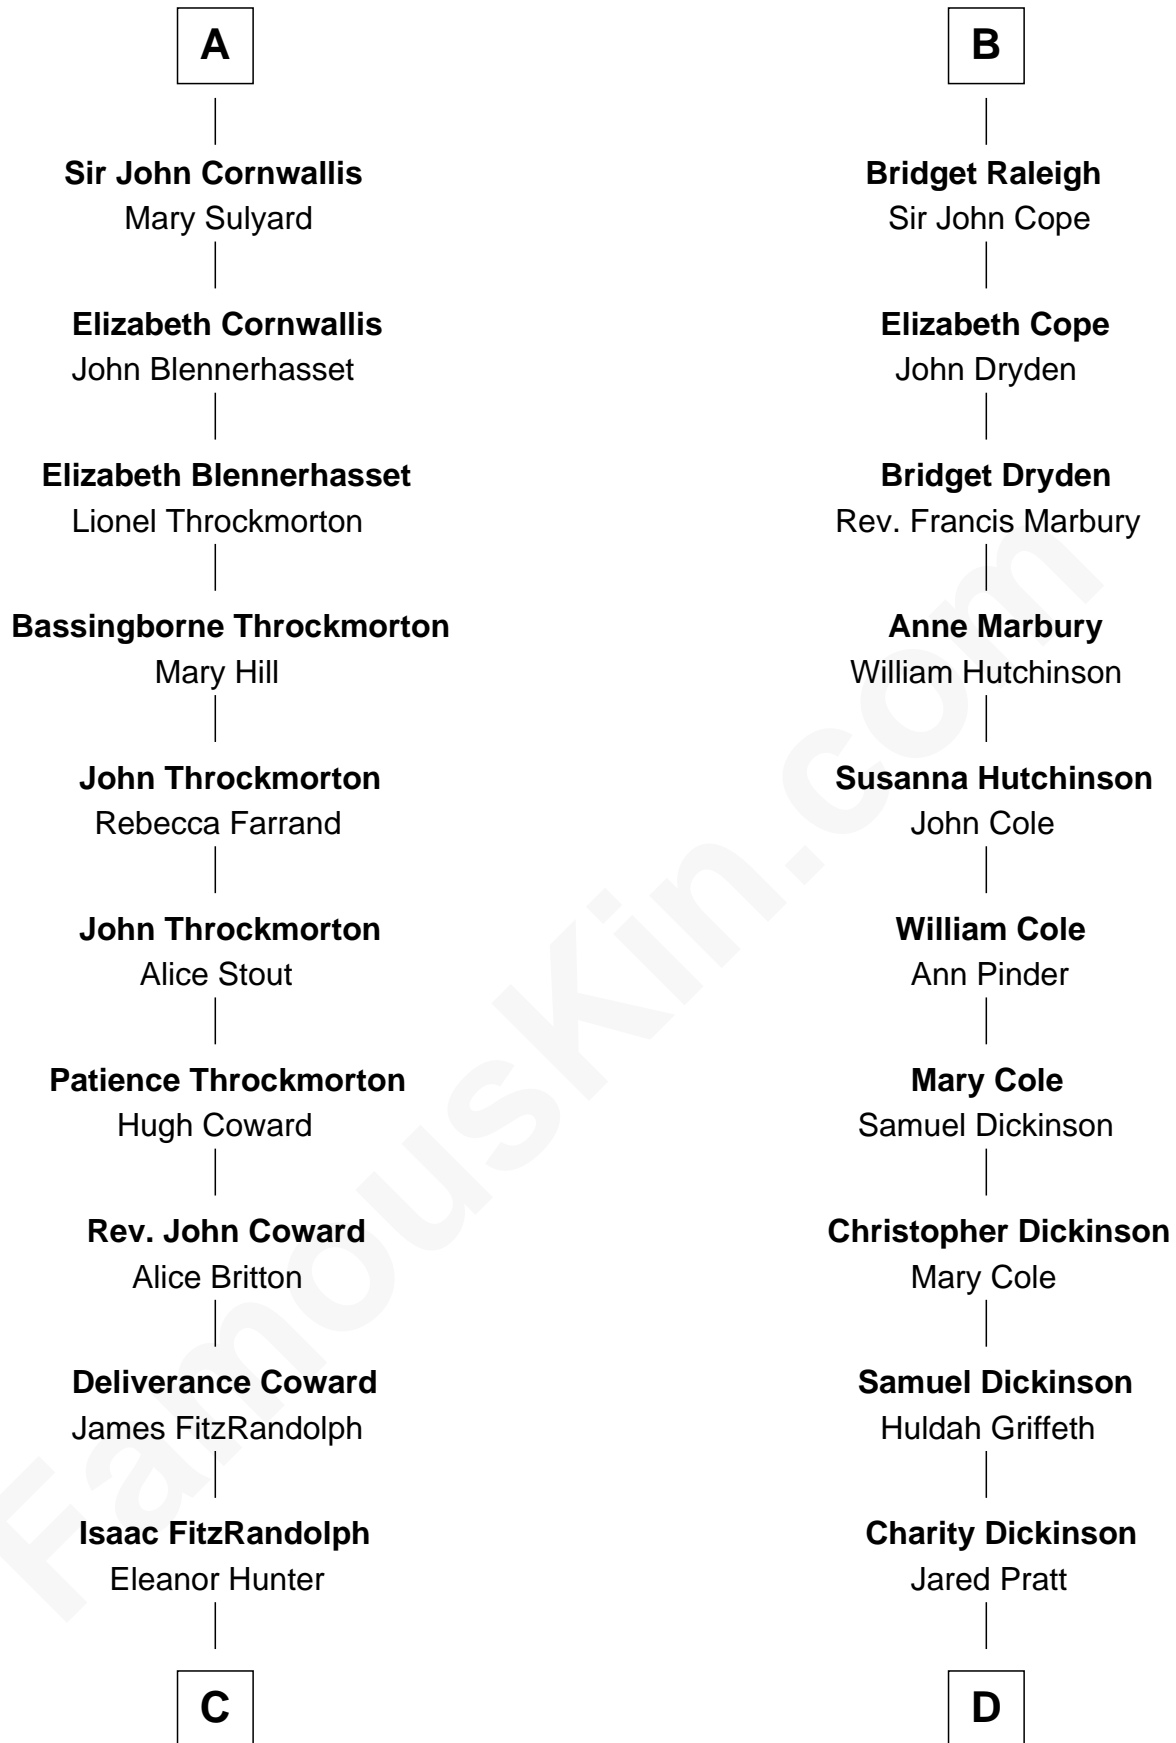 A
Sir John Cornwallis
Mary Sulyard
Elizabeth Cornwallis
John Blennerhasset
Elizabeth Blennerhasset
Lionel Throckmorton
Bassingborne Throckmorton
Mary Hill
John Throckmorton
Rebecca Farrand
John Throckmorton
Alice Stout
Patience Throckmorton
Hugh Coward
Rev. John Coward
Alice Britton
Deliverance Coward
James FitzRandolph
Isaac FitzRandolph
Eleanor Hunter
C
B
Bridget Raleigh
Sir John Cope
Elizabeth Cope
John Dryden
Bridget Dryden
Rev. Francis Marbury
Anne Marbury
William Hutchinson
Susanna Hutchinson
John Cole
William Cole
Ann Pinder
Mary Cole
Samuel Dickinson
Christopher Dickinson
Mary Cole
Samuel Dickinson
Huldah Griffeth
Charity Dickinson
Jared Pratt
D
FamousKin.com